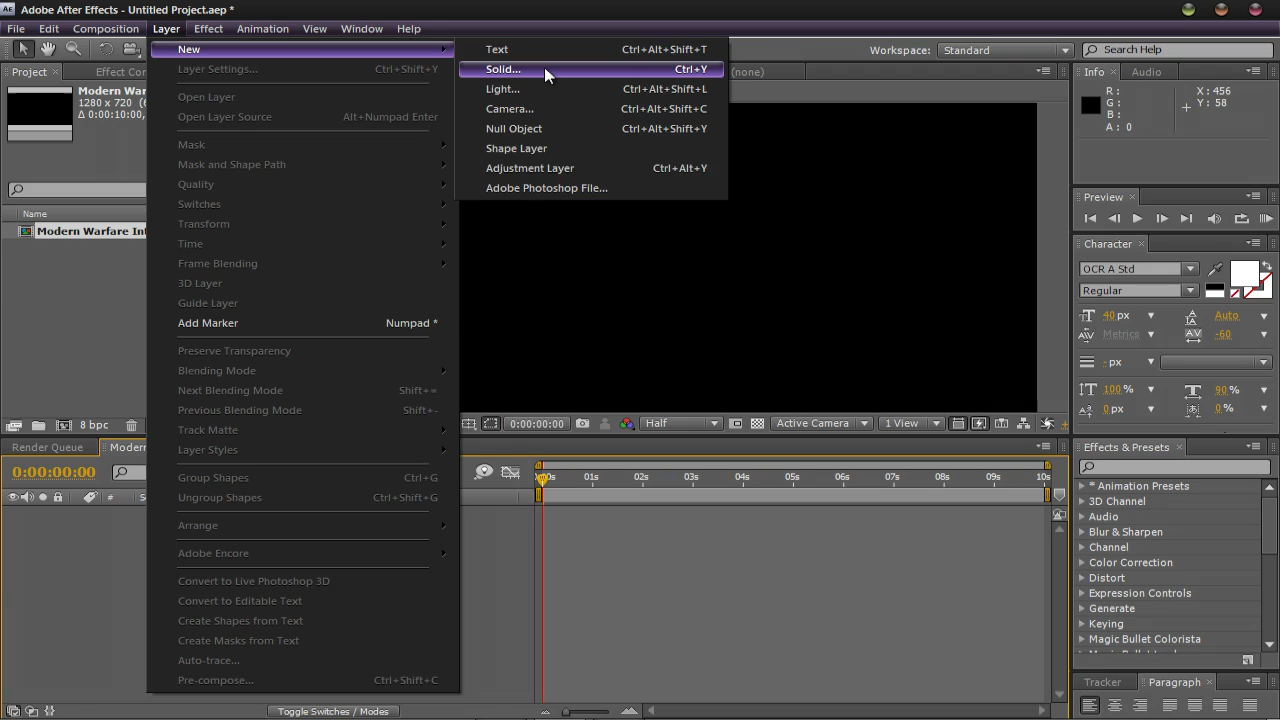 Adobe After Effects - Untitled Project.aep *
File Edit Composition Layer Effect Animation View Window Help
Workspace: Standard Search Help
Project Effect Con
Modern War
1280 x 720 (6
Δ 0:00:10:00,
Name
Modern Warfare Int
8 bpc
New
Layer Settings... Ctrl+Shift+Y
Open Layer
Open Layer Source Alt+Numpad Enter
Mask
Mask and Shape Path
Quality
Switches
Transform
Time
Frame Blending
3D Layer
Guide Layer
Add Marker Numpad *
Preserve Transparency
Blending Mode
Next Blending Mode Shift+=
Previous Blending Mode Shift+-
Track Matte
Layer Styles
Group Shapes Ctrl+G
Ungroup Shapes Ctrl+Shift+G
Arrange
Adobe Encore
Convert to Live Photoshop 3D
Convert to Editable Text
Create Shapes from Text
Create Masks from Text
Auto-trace...
Pre-compose... Ctrl+Shift+C
Text Ctrl+Alt+Shift+T
Solid... Ctrl+Y
Light... Ctrl+Alt+Shift+L
Camera... Ctrl+Alt+Shift+C
Null Object Ctrl+Alt+Shift+Y
Shape Layer
Adjustment Layer Ctrl+Alt+Y
Adobe Photoshop File...
(none)
0:00:00:00 Half Active Camera 1 View
Info Audio
R : X : 456
G : Y : 58
B :
A : 0
Preview
Character
OCR A Std
Regular
40 px Auto
Metrics -60
- px
100 % 90 %
0 px 0 %
Render Queue Modern
0:00:00:00
01s 02s 03s 04s 05s 06s 07s 08s 09s 10s
Toggle Switches / Modes
Effects & Presets
* Animation Presets
3D Channel
Audio
Blur & Sharpen
Channel
Color Correction
Distort
Expression Controls
Generate
Keying
Magic Bullet Colorista
Tracker Paragraph